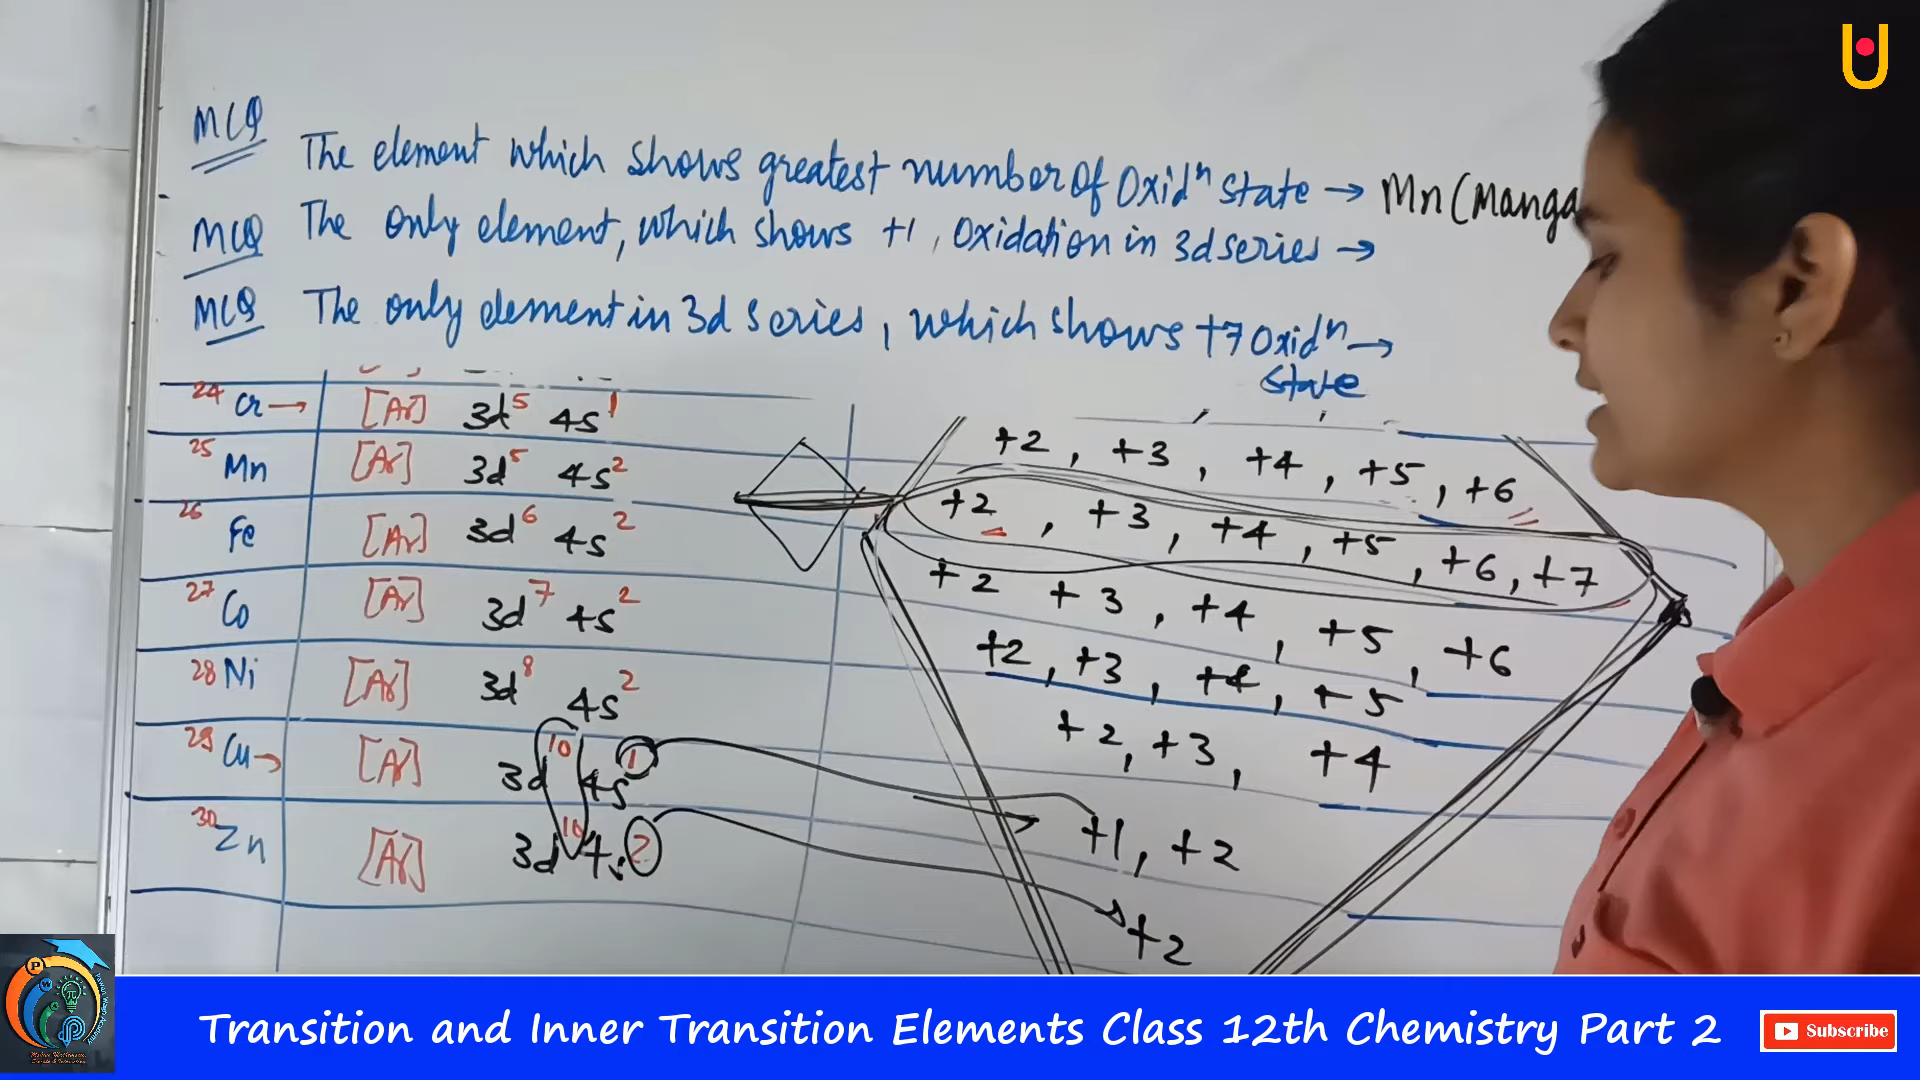 MCQ The element which shows greatest number of Oxidⁿ state → Mn (Manga
MCQ The only element, which shows +1, Oxidation in 3d series →
MCQ The only element in 3d series, which shows +7 Oxidⁿ →
state
24 Cr → [Ar] 3d⁵ 4s¹ +2, +3, +4, +5, +6
25 Mn [Ar] 3d⁵ 4s² +2, +3, +4, +5, +6, +7
26 Fe [Ar] 3d⁶ 4s² +2 +3, +4, +5, +6
27 Co [Ar] 3d⁷ 4s² +2, +3, +4, +5
28 Ni [Ar] 3d⁸ 4s² +2, +3, +4
29 Cu → [Ar] 3d¹⁰ 4s¹ +1, +2
30 Zn [Ar] 3d¹⁰ 4s² +2
Transition and Inner Transition Elements Class 12th Chemistry Part 2
Subscribe